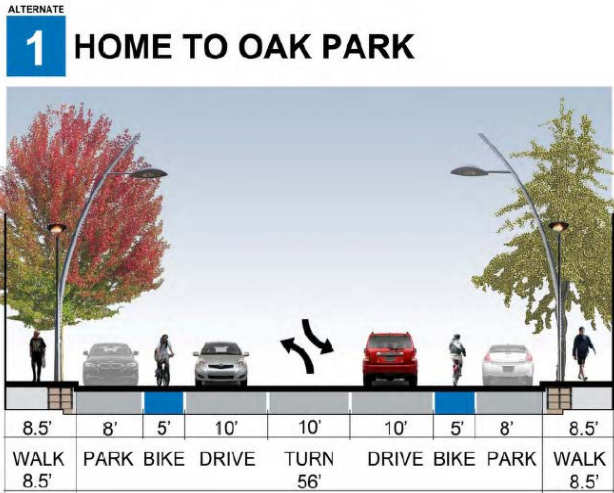 ALTERNATE
1 HOME TO OAK PARK
8.5' 8' 5' 10' 10' 10' 5' 8' 8.5'
WALK PARK BIKE DRIVE TURN DRIVE BIKE PARK WALK
8.5' 56' 8.5'